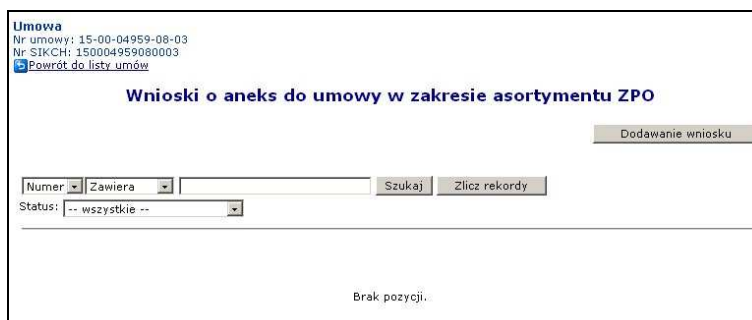 Umowa
Nr umowy: 15-00-04959-08-03
Nr SIKCH: 150004959080003
Powrót do listy umów
Wnioski o aneks do umowy w zakresie asortymentu ZPO
Dodawanie wniosku
Numer Zawiera Szukaj Zlicz rekordy
Status: -- wszystkie --
Brak pozycji.